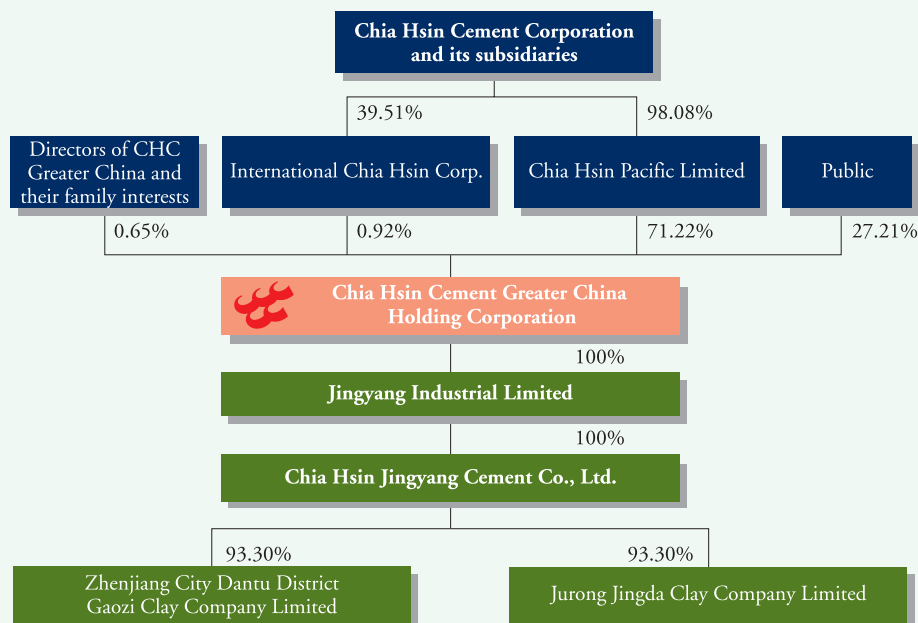 Chia Hsin Cement Corporation
and its subsidiaries
39.51%
98.08%
Directors of CHC
Greater China and
their family interests
International Chia Hsin Corp.
Chia Hsin Pacific Limited
Public
0.65%
0.92%
71.22%
27.21%
Chia Hsin Cement Greater China
Holding Corporation
100%
Jingyang Industrial Limited
100%
Chia Hsin Jingyang Cement Co., Ltd.
93.30%
93.30%
Zhenjiang City Dantu District
Gaozi Clay Company Limited
Jurong Jingda Clay Company Limited